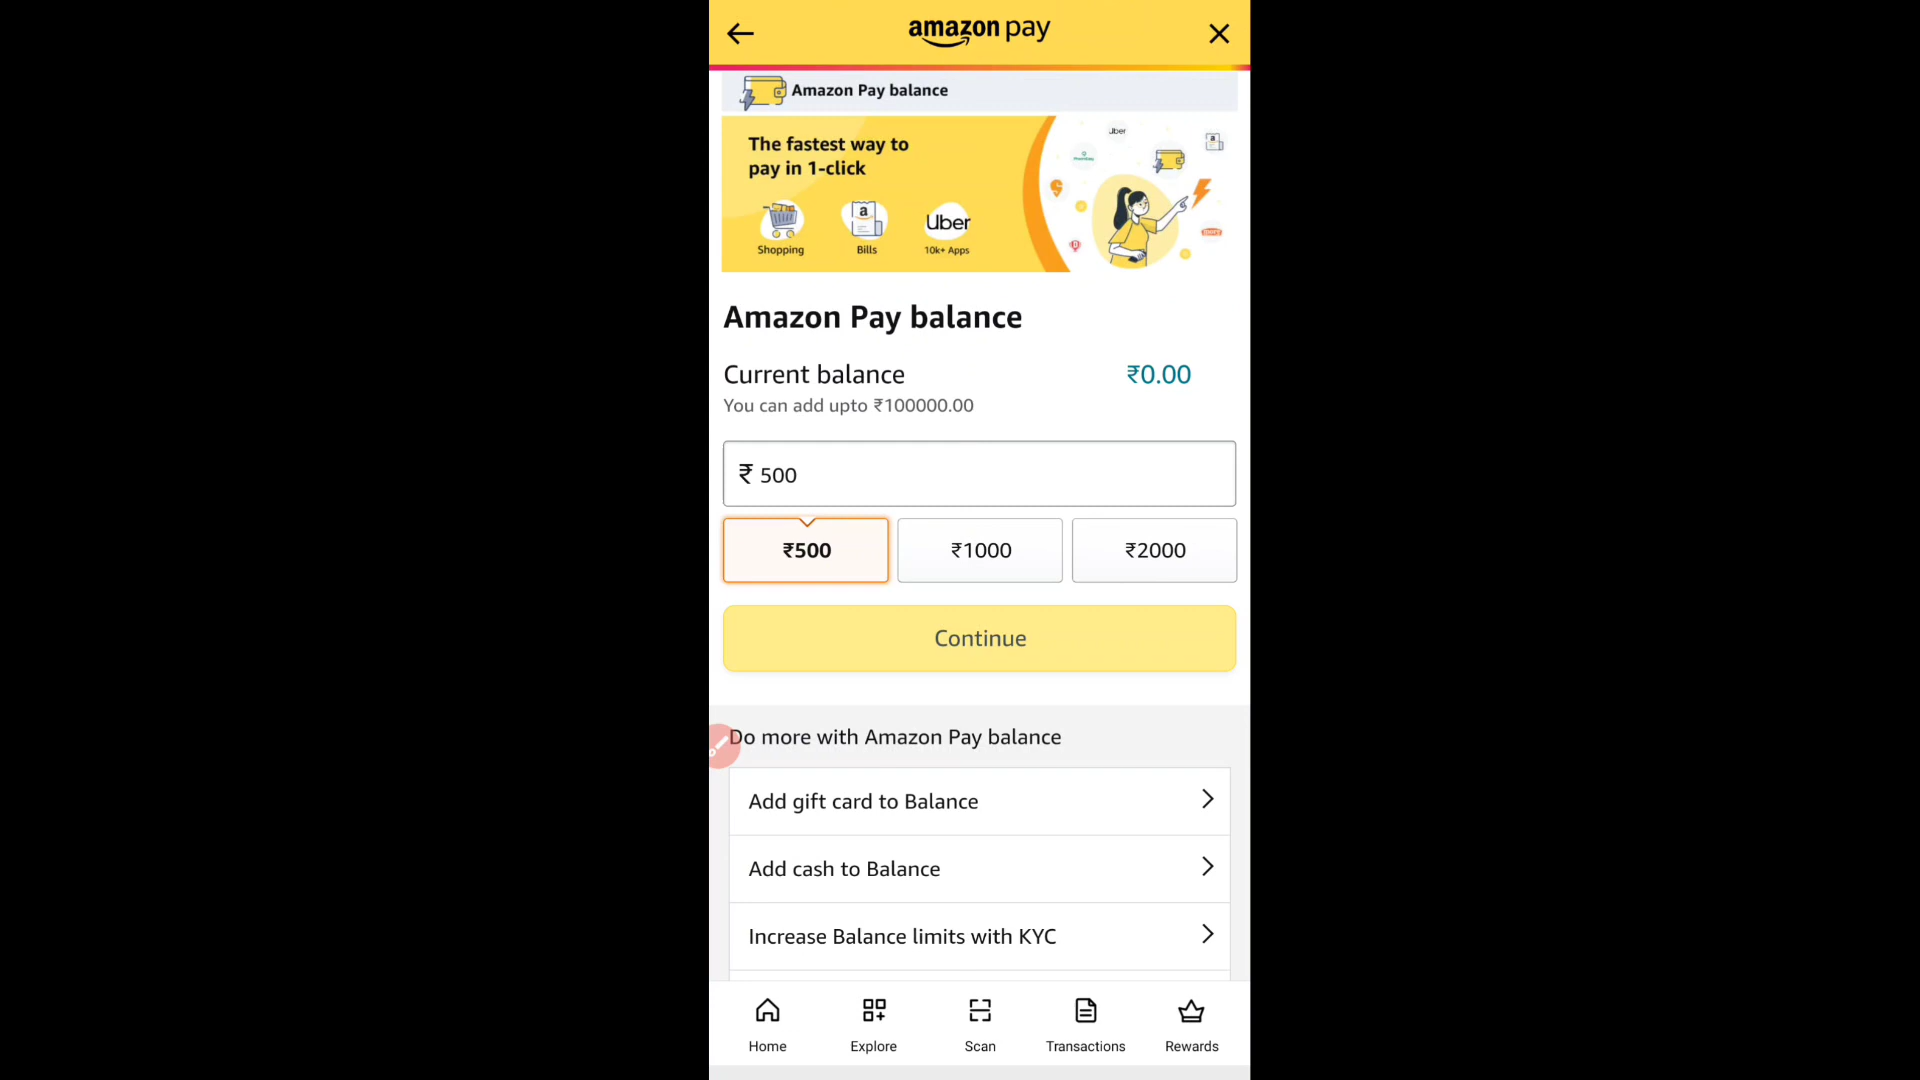 amazon pay
Amazon Pay balance
The fastest way to
pay in 1-click
Uber
a
a
Uber
Shopping
Bills
10k+ Apps
Amazon Pay balance
Current balance
₹0.00
You can add upto ₹100000.00
₹ 500
₹500
₹1000
₹2000
Continue
Do more with Amazon Pay balance
Add gift card to Balance
Add cash to Balance
Increase Balance limits with KYC
Home
Explore
Scan
Transactions
Rewards